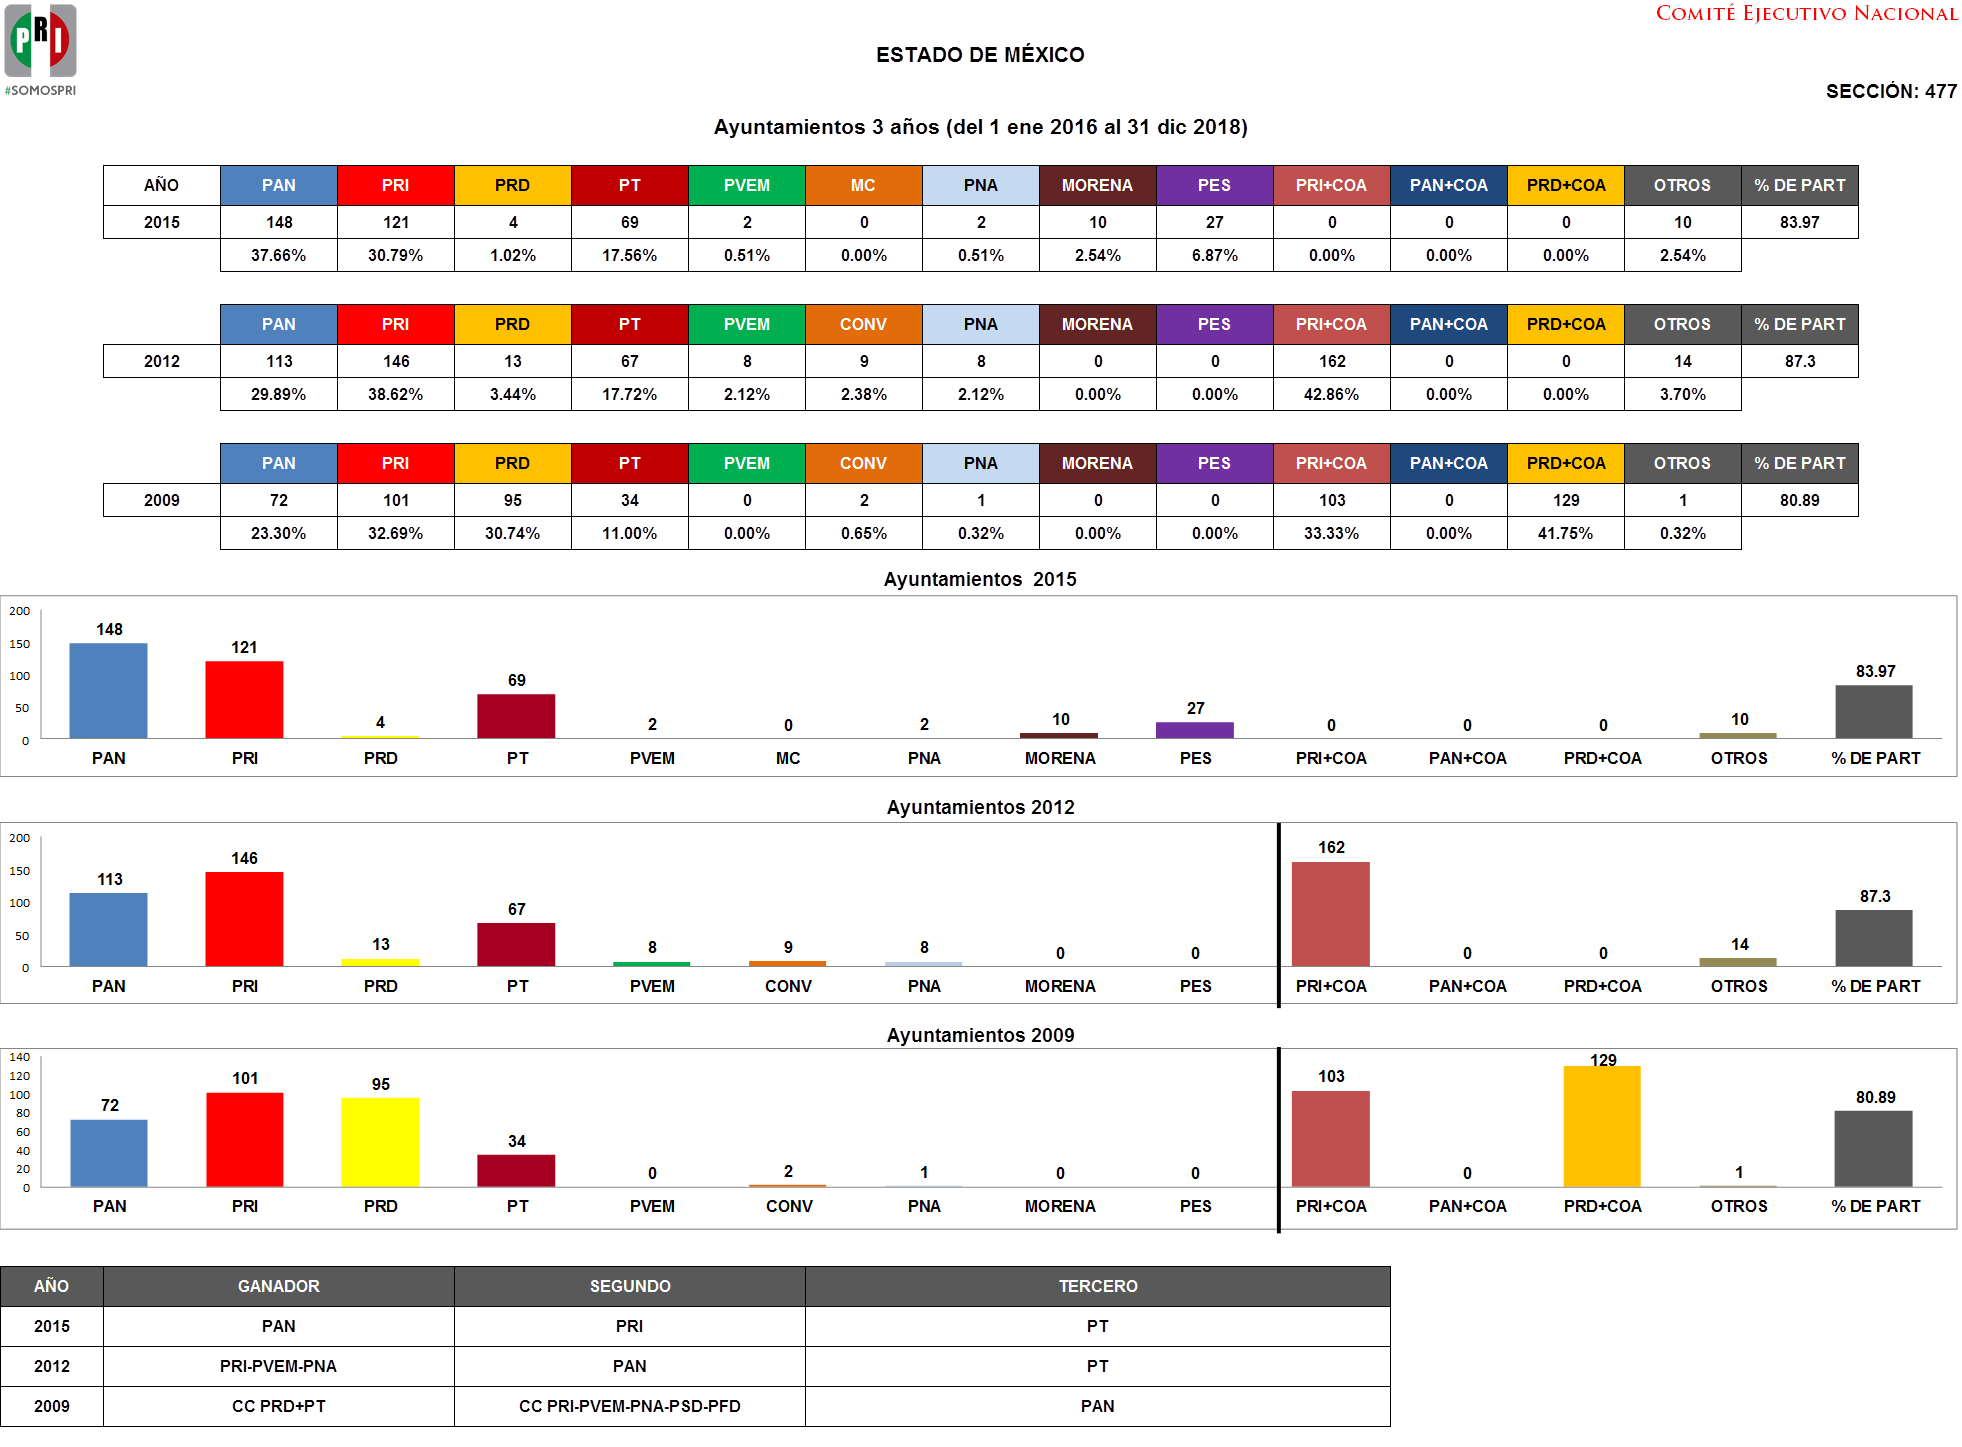 PRI
#SOMOSPRI
COMITÉ EJECUTIVO NACIONAL
ESTADO DE MÉXICO
SECCIÓN: 477
Ayuntamientos 3 años (del 1 ene 2016 al 31 dic 2018)
AÑO PAN PRI PRD PT PVEM MC PNA MORENA PES PRI+COA PAN+COA PRD+COA OTROS % DE PART
2015 148 121 4 69 2 0 2 10 27 0 0 0 10 83.97
37.66% 30.79% 1.02% 17.56% 0.51% 0.00% 0.51% 2.54% 6.87% 0.00% 0.00% 0.00% 2.54%
PAN PRI PRD PT PVEM CONV PNA MORENA PES PRI+COA PAN+COA PRD+COA OTROS % DE PART
2012 113 146 13 67 8 9 8 0 0 162 0 0 14 87.3
29.89% 38.62% 3.44% 17.72% 2.12% 2.38% 2.12% 0.00% 0.00% 42.86% 0.00% 0.00% 3.70%
PAN PRI PRD PT PVEM CONV PNA MORENA PES PRI+COA PAN+COA PRD+COA OTROS % DE PART
2009 72 101 95 34 0 2 1 0 0 103 0 129 1 80.89
23.30% 32.69% 30.74% 11.00% 0.00% 0.65% 0.32% 0.00% 0.00% 33.33% 0.00% 41.75% 0.32%
Ayuntamientos 2015
200
150
100
50
0
148 121 4 69 2 0 2 10 27 0 0 0 10 83.97
PAN PRI PRD PT PVEM MC PNA MORENA PES PRI+COA PAN+COA PRD+COA OTROS % DE PART
Ayuntamientos 2012
200
150
100
50
0
113 146 13 67 8 9 8 0 0 162 0 0 14 87.3
PAN PRI PRD PT PVEM CONV PNA MORENA PES PRI+COA PAN+COA PRD+COA OTROS % DE PART
Ayuntamientos 2009
140
120
100
80
60
40
20
0
72 101 95 34 0 2 1 0 0 103 0 129 1 80.89
PAN PRI PRD PT PVEM CONV PNA MORENA PES PRI+COA PAN+COA PRD+COA OTROS % DE PART
AÑO GANADOR SEGUNDO TERCERO
2015 PAN PRI PT
2012 PRI-PVEM-PNA PAN PT
2009 CC PRD+PT CC PRI-PVEM-PNA-PSD-PFD PAN